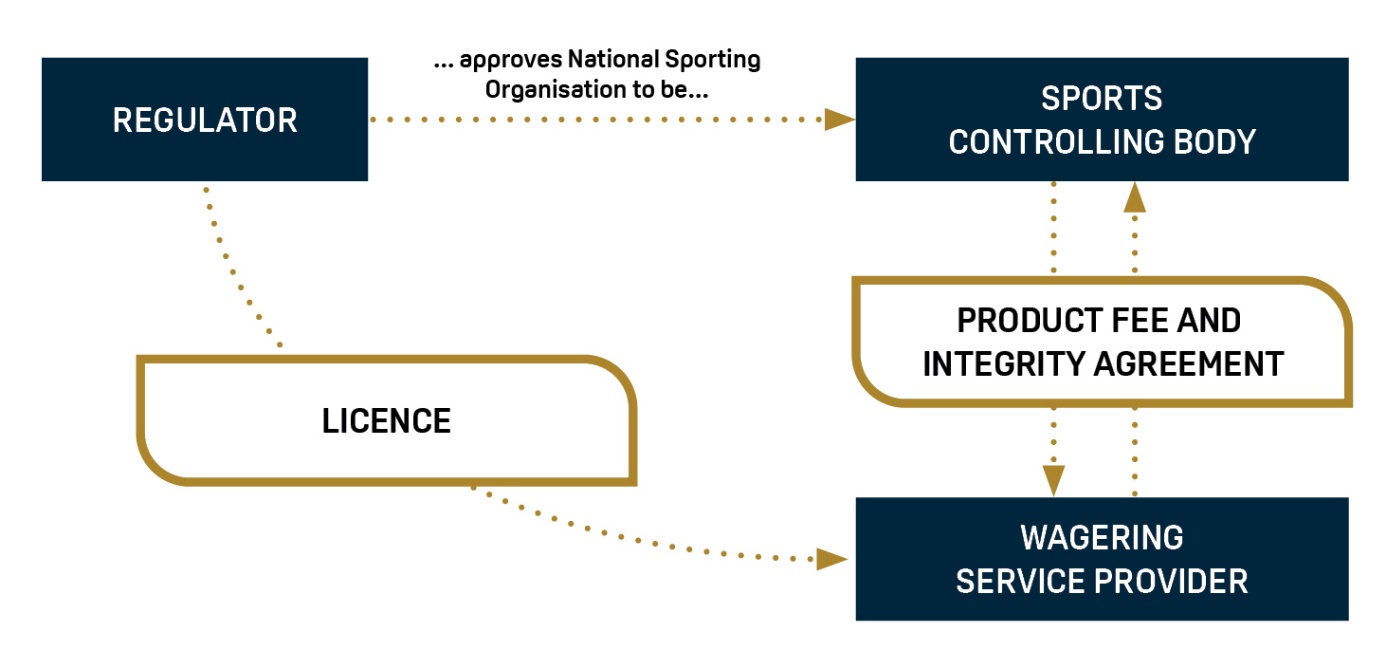 ... approves National Sporting
Organisation to be...
REGULATOR
SPORTS
CONTROLLING BODY
PRODUCT FEE AND
INTEGRITY AGREEMENT
LICENCE
WAGERING
SERVICE PROVIDER